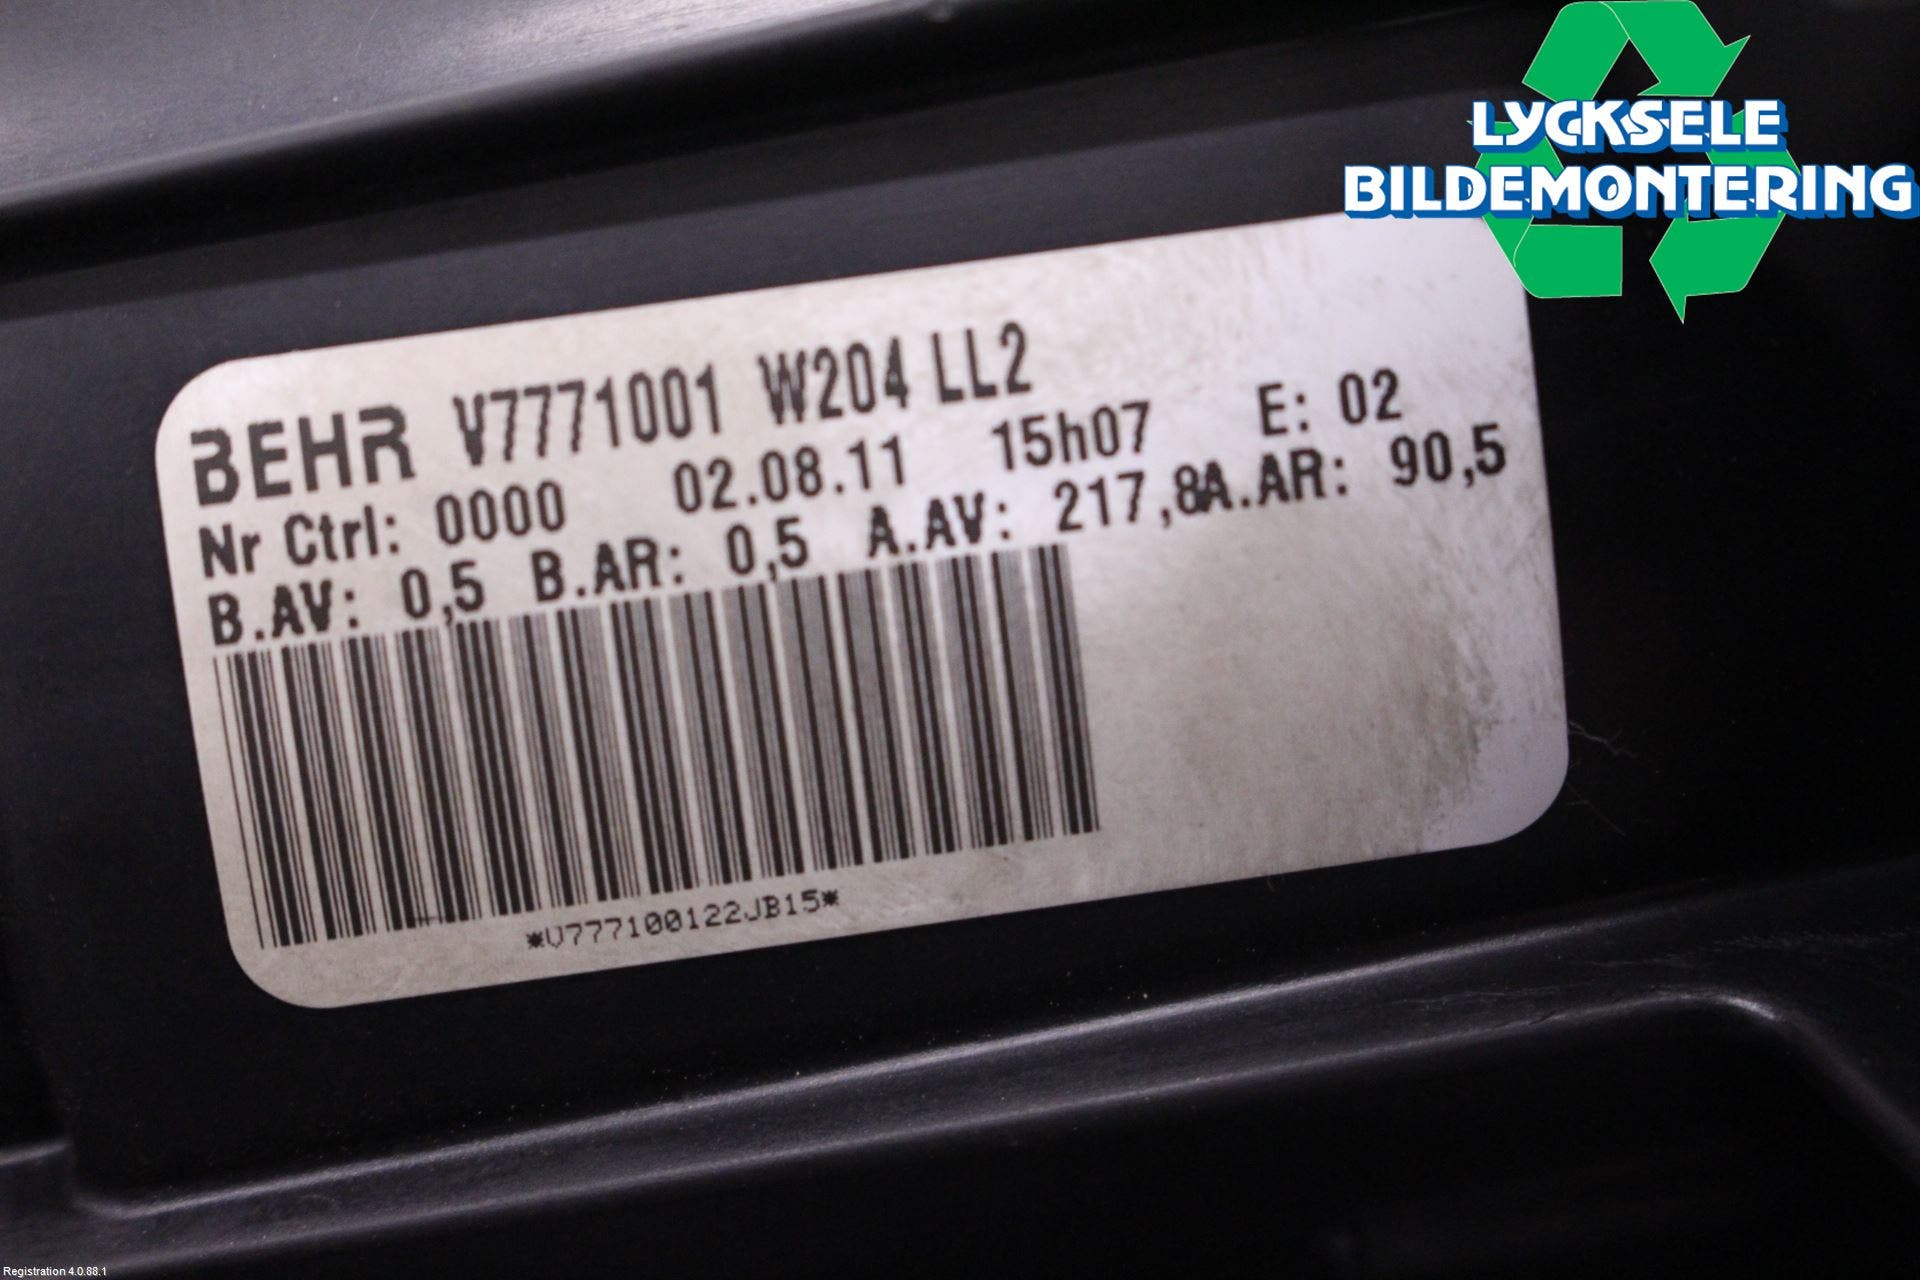 LYCKSELE
BILDEMONTERING
BEHR V7771001 W204 LL2
Nr Ctrl: 0000 02.08.11 15h07 E: 02
B.AV: 0,5 B.AR: 0,5 A.AV: 217,8A.AR: 90,5
*V777100122JB15*
Registration 4.0.88.1